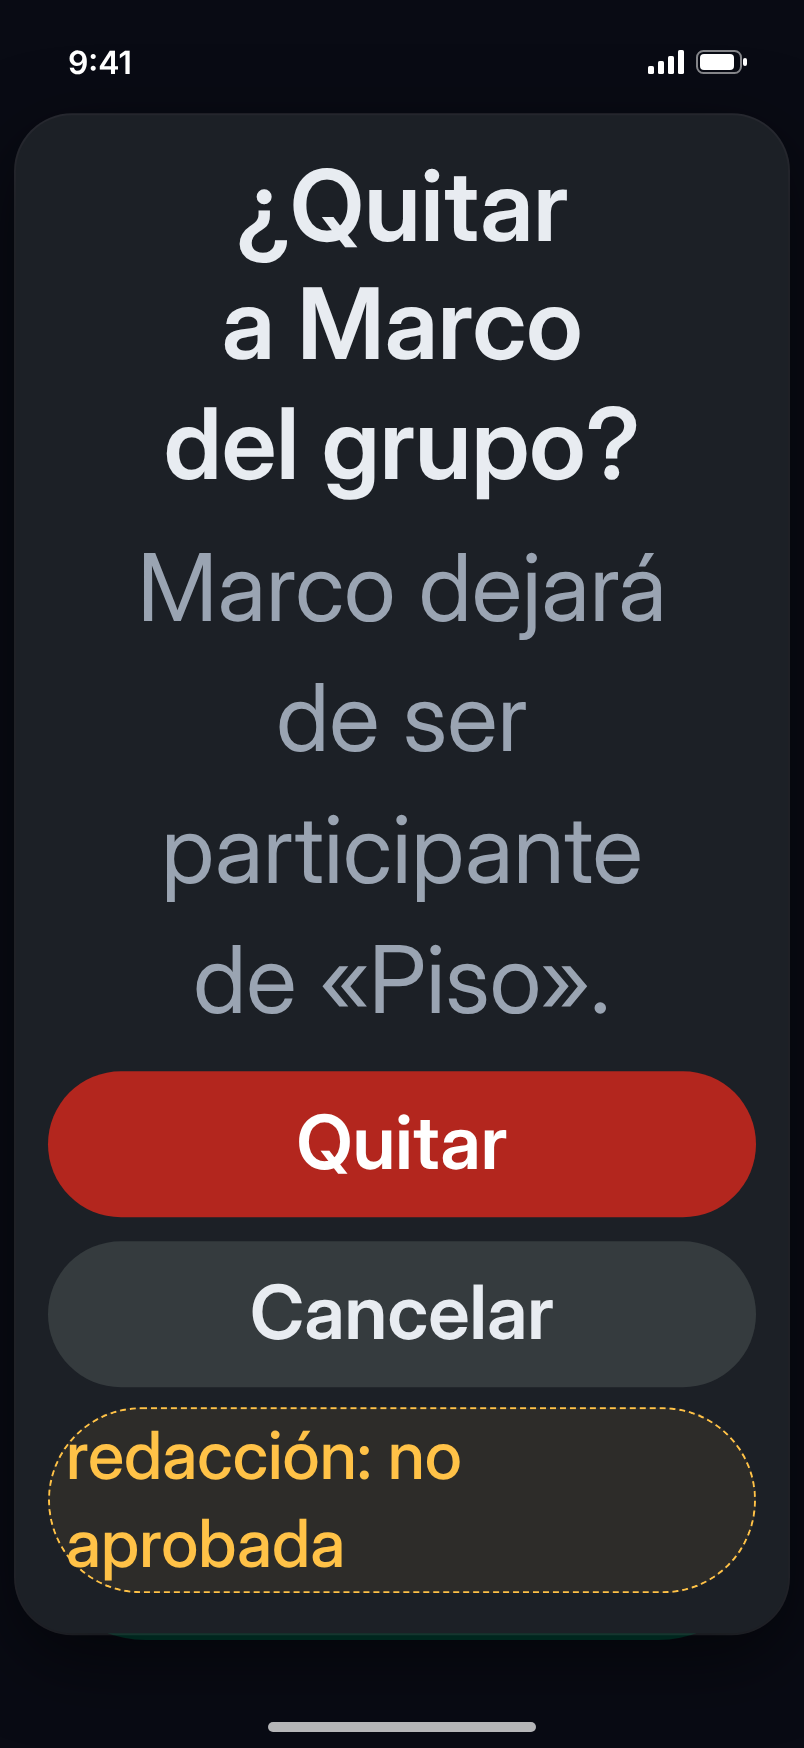 9:41
¿Quitar
a Marco
del grupo?
Marco dejará
de ser
participante
de «Piso».
Quitar
Cancelar
redacción: no
aprobada